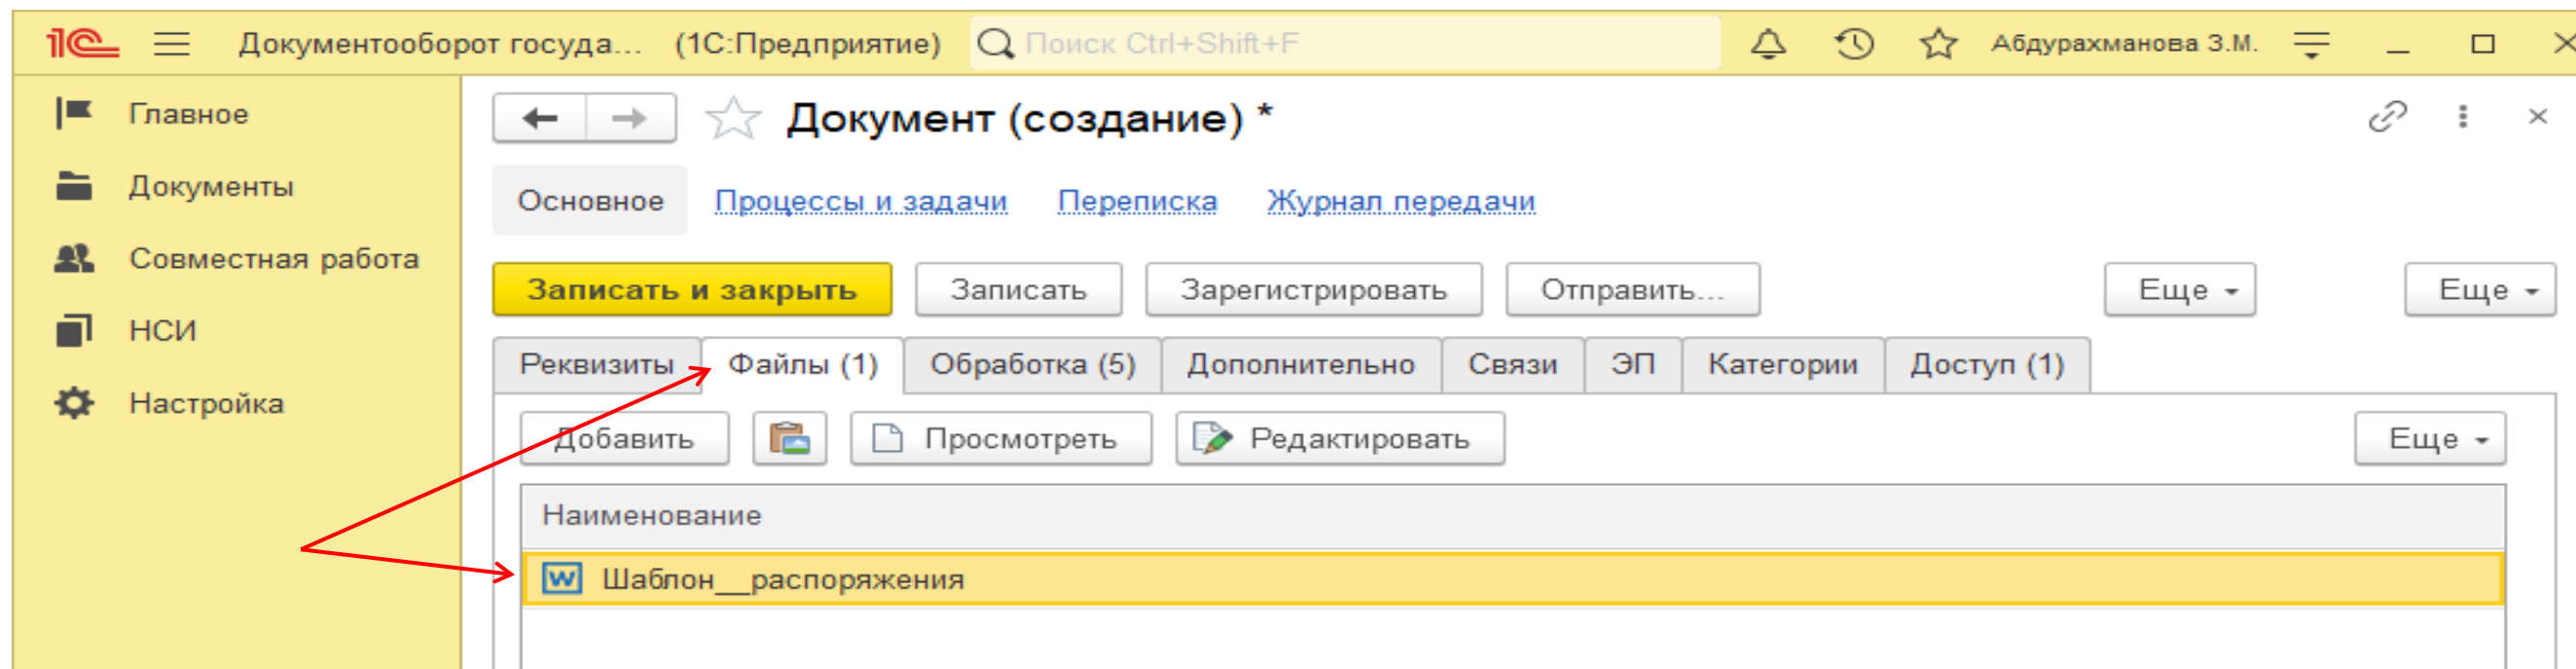 1С Документооборот госуда... (1С:Предприятие) Поиск Ctrl+Shift+F Абдурахманова З.М.
Главное
Документы
Совместная работа
НСИ
Настройка
Документ (создание) *
Основное Процессы и задачи Переписка Журнал передачи
Записать и закрыть Записать Зарегистрировать Отправить... Еще Еще
Реквизиты Файлы (1) Обработка (5) Дополнительно Связи ЭП Категории Доступ (1)
Добавить Просмотреть Редактировать Еще
Наименование
W Шаблон__распоряжения